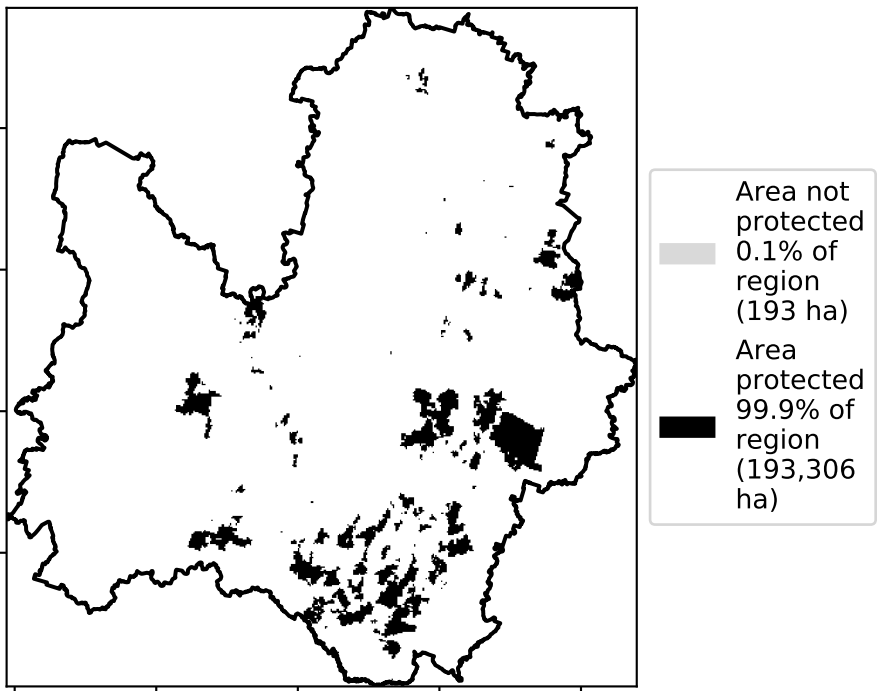 Area not
protected
0.1% of
region
(193 ha)
Area
protected
99.9% of
region
(193,306
ha)